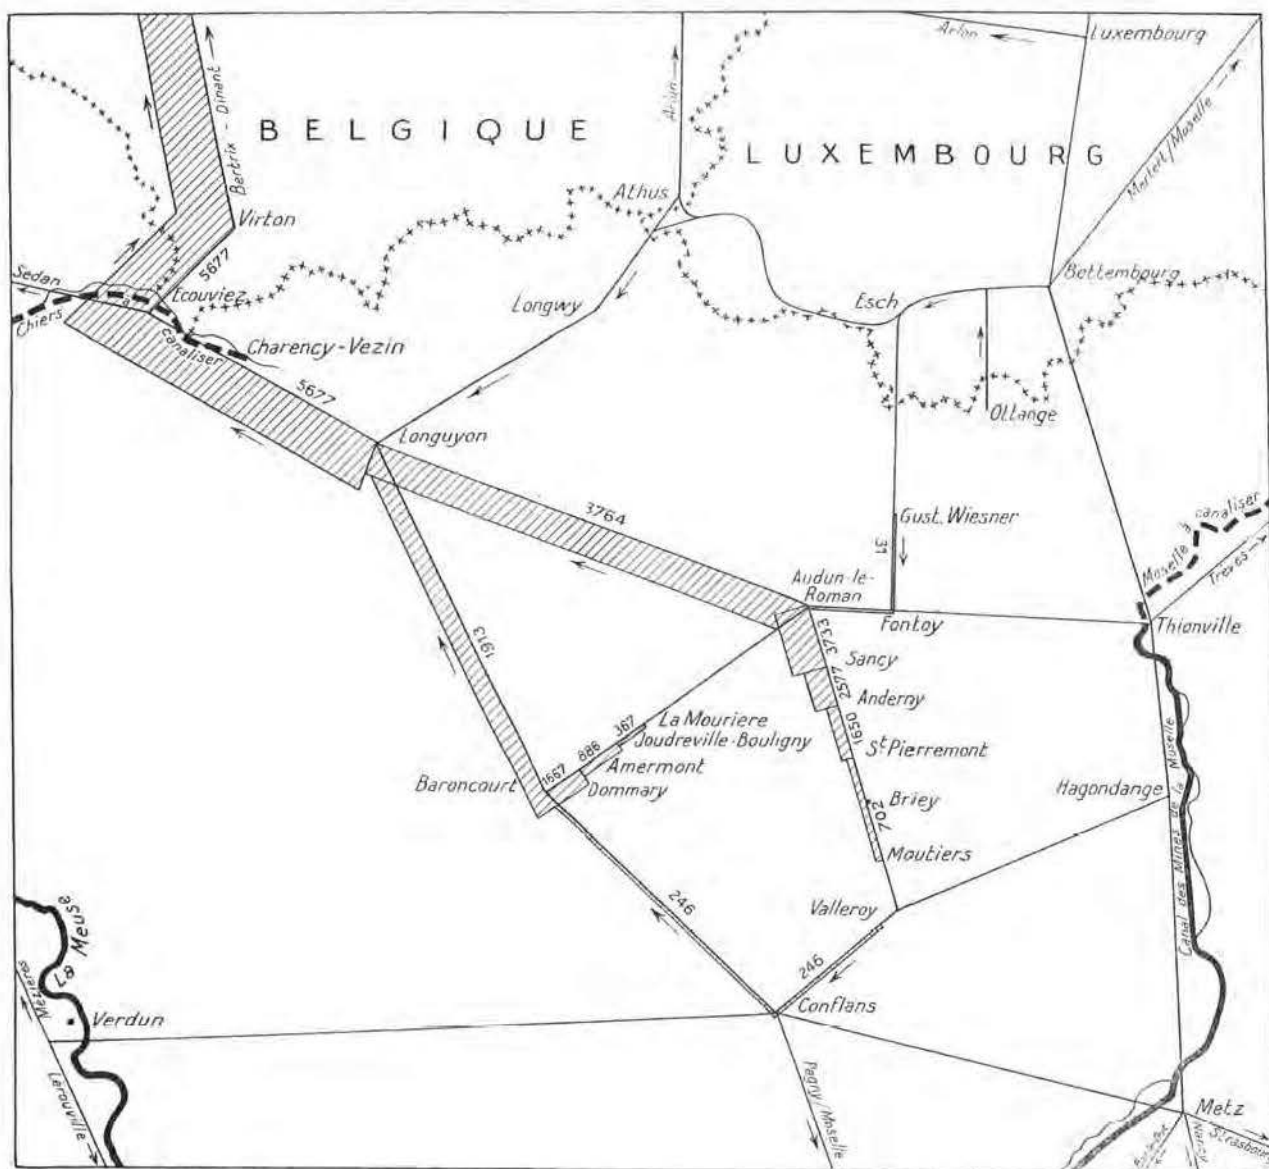 Arlon
Luxembourg
Bertrix - Dinant
BELGIQUE
Arlon
LUXEMBOURG
Mertert/Moselle
Athus
Virton
5677
Sedan
Ecouviez
Bettembourg
Chiers
à
canaliser
Longwy
Esch
Charency-Vezin
5677
Ottange
Longuyon
3764
Gust. Wiesner
31
Moselle à canaliser
Trèves
Audun-le-
Roman
Fontoy
Thionville
1913
3733
Sancy
2577
Anderny
1650
St Pierremont
367
La Mouriere
886
Joudreville-Bouligny
1667
Amermont
Baroncourt
Dommary
Briey
702
Hagondange
Moutiers
Canal des Mines de la Moselle
Valleroy
246
246
La Meuse
Mézières
Conflans
Verdun
Lérouville
Pagny/Moselle
Metz
Strasbourg